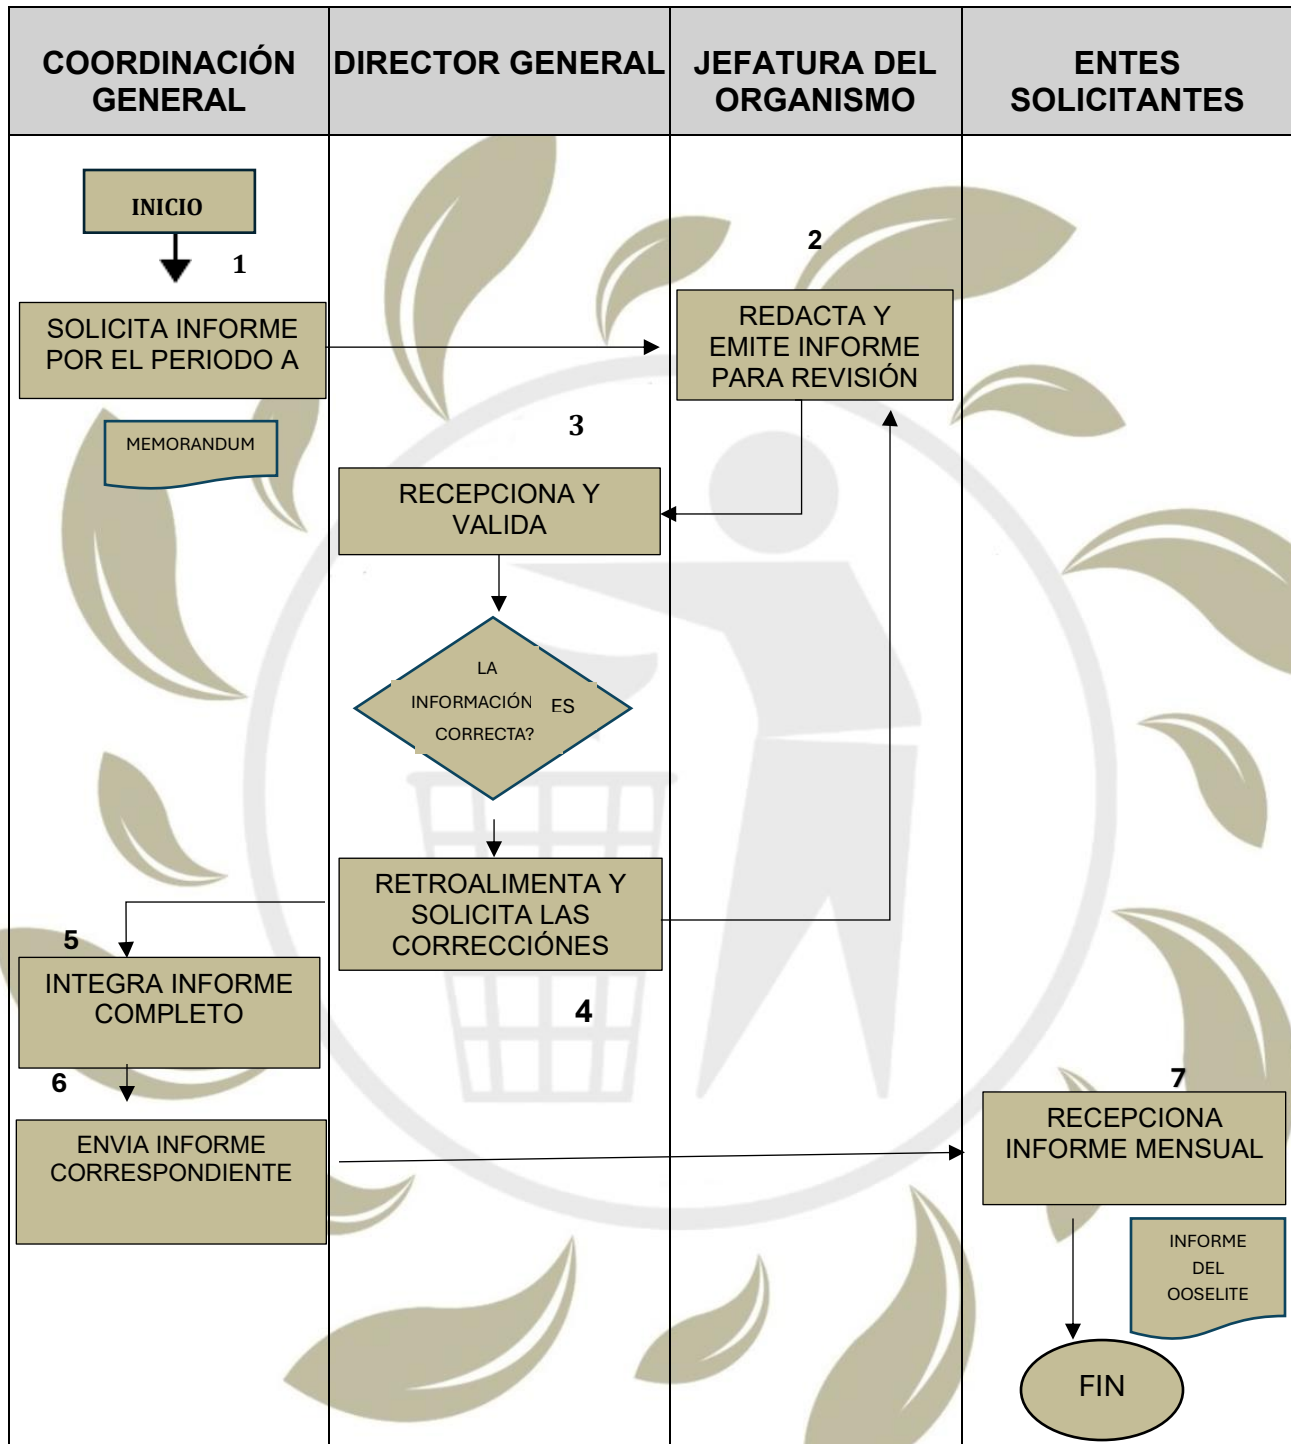 COORDINACIÓN
GENERAL
DIRECTOR GENERAL
JEFATURA DEL
ORGANISMO
ENTES
SOLICITANTES
INICIO
1
SOLICITA INFORME
POR EL PERIODO A
MEMORANDUM
2
REDACTA Y
EMITE INFORME
PARA REVISIÓN
3
RECEPCIONA Y
VALIDA
LA
INFORMACIÓN ES
CORRECTA?
RETROALIMENTA Y
SOLICITA LAS
CORRECCIÓNES
4
5
INTEGRA INFORME
COMPLETO
6
ENVIA INFORME
CORRESPONDIENTE
7
RECEPCIONA
INFORME MENSUAL
INFORME
DEL
OOSELITE
FIN